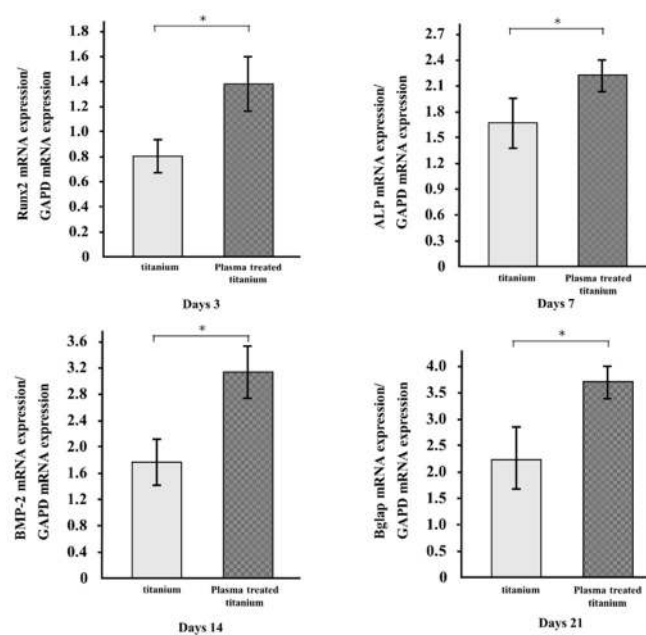 *
Runx2 mRNA expression/
GAPD mRNA expression
1.8
1.6
1.4
1.2
1.0
0.8
0.6
0.4
0.2
0
titanium
Plasma treated
titanium
Days 3
*
ALP mRNA expression/
GAPD mRNA expression
2.7
2.4
2.1
1.8
1.5
1.2
0.9
0.6
0.3
0
titanium
Plasma treated
titanium
Days 7
*
BMP-2 mRNA expression/
GAPD mRNA expression
3.6
3.2
2.8
2.4
2.0
1.6
1.2
0.8
0.4
0
titanium
Plasma treated
titanium
Days 14
*
Bglap mRNA expression/
GAPD mRNA expression
4.0
3.5
3.0
2.5
2.0
1.5
1.0
0.5
0
titanium
Plasma treated
titanium
Days 21